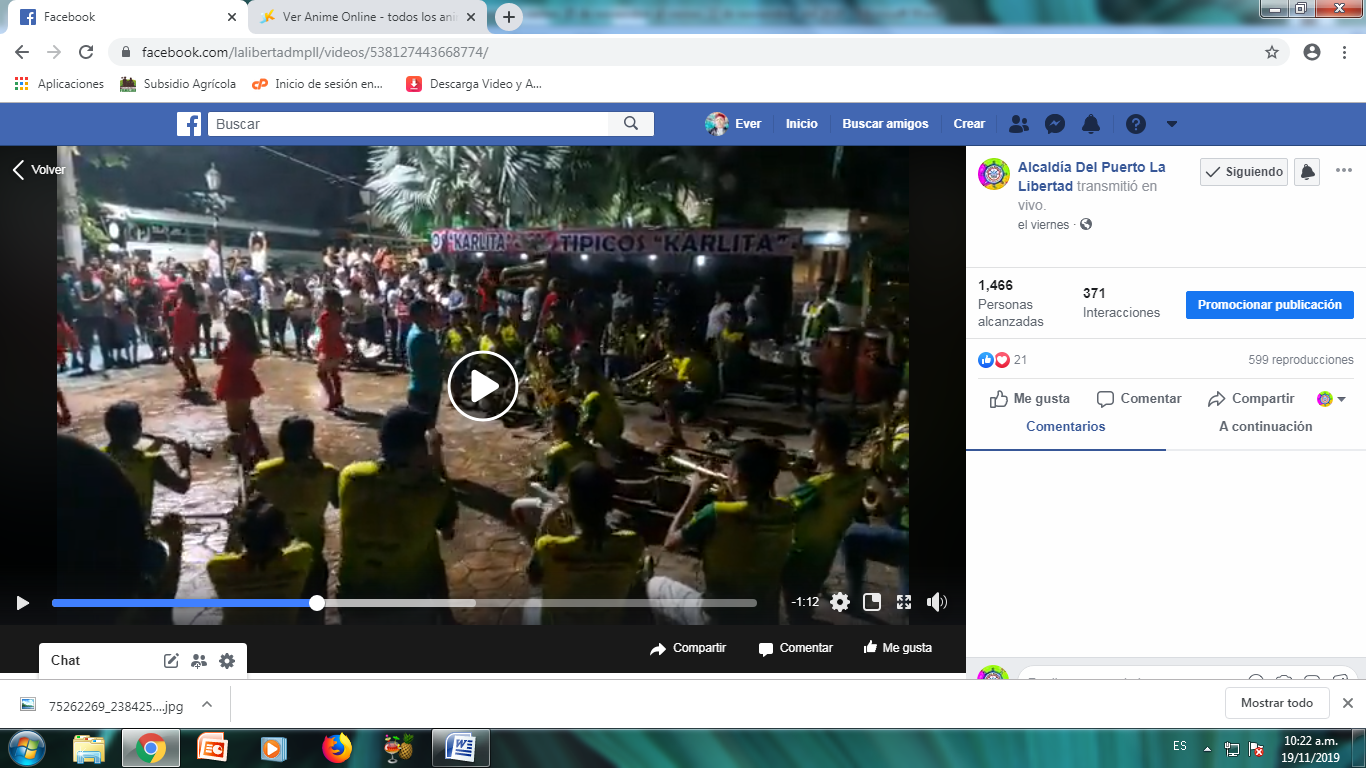 Facebook
Ver Anime Online - todos los ani
facebook.com/lalibertadmpll/videos/538127443668774/
Aplicaciones
Subsidio Agrícola
Inicio de sesión en...
Descarga Video y A...
Buscar
Ever
Inicio
Buscar amigos
Crear
Volver
OS "KARLITA"
TIPICOS "KARLITA"
Alcaldía Del Puerto La
Libertad transmitió en
vivo.
el viernes ·
Siguiendo
1,466
Personas
alcanzadas
371
Interacciones
Promocionar publicación
21
599 reproducciones
Me gusta
Comentar
Compartir
Comentarios
A continuación
-1:12
Compartir
Comentar
Me gusta
Chat
75262269_238425....jpg
Mostrar todo
ES
10:22 a.m.
19/11/2019